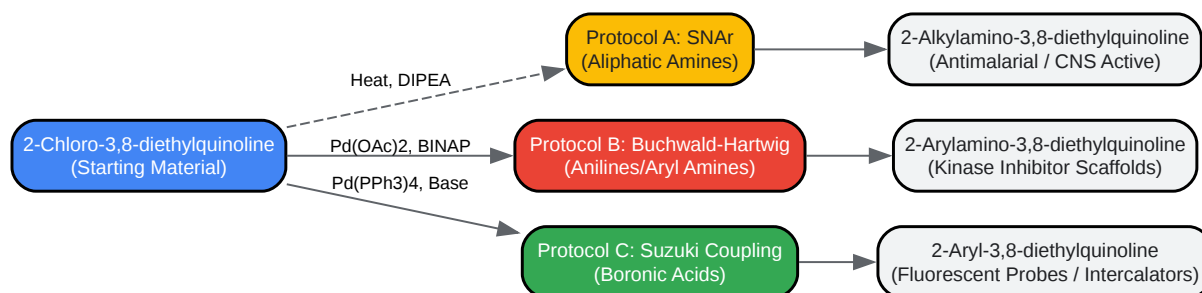 Protocol A: SNAr
(Aliphatic Amines)
2-Alkylamino-3,8-diethylquinoline
(Antimalarial / CNS Active)
Heat, DIPEA
2-Chloro-3,8-diethylquinoline
(Starting Material)
Pd(OAc)2, BINAP
Protocol B: Buchwald-Hartwig
(Anilines/Aryl Amines)
2-Arylamino-3,8-diethylquinoline
(Kinase Inhibitor Scaffolds)
Pd(PPh3)4, Base
Protocol C: Suzuki Coupling
(Boronic Acids)
2-Aryl-3,8-diethylquinoline
(Fluorescent Probes / Intercalators)